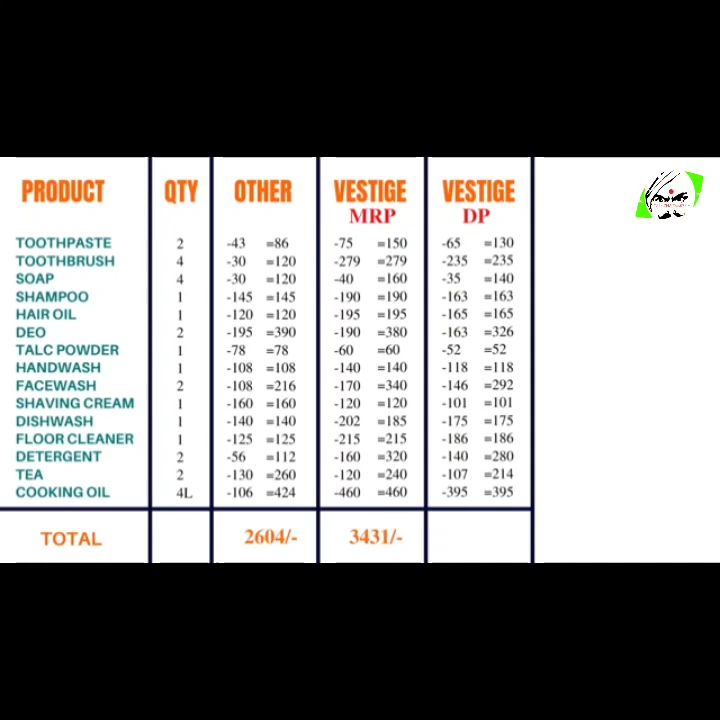 PRODUCT QTY OTHER VESTIGE MRP VESTIGE DP
TOOTHPASTE 2 -43 =86 -75 =150 -65 =130
TOOTHBRUSH 4 -30 =120 -279 =279 -235 =235
SOAP 4 -30 =120 -40 =160 -35 =140
SHAMPOO 1 -145 =145 -190 =190 -163 =163
HAIR OIL 1 -120 =120 -195 =195 -165 =165
DEO 2 -195 =390 -190 =380 -163 =326
TALC POWDER 1 -78 =78 -60 =60 -52 =52
HANDWASH 1 -108 =108 -140 =140 -118 =118
FACEWASH 2 -108 =216 -170 =340 -146 =292
SHAVING CREAM 1 -160 =160 -120 =120 -101 =101
DISHWASH 1 -140 =140 -202 =185 -175 =175
FLOOR CLEANER 1 -125 =125 -215 =215 -186 =186
DETERGENT 2 -56 =112 -160 =320 -140 =280
TEA 2 -130 =260 -120 =240 -107 =214
COOKING OIL 4L -106 =424 -460 =460 -395 =395
TOTAL 2604/- 3431/-